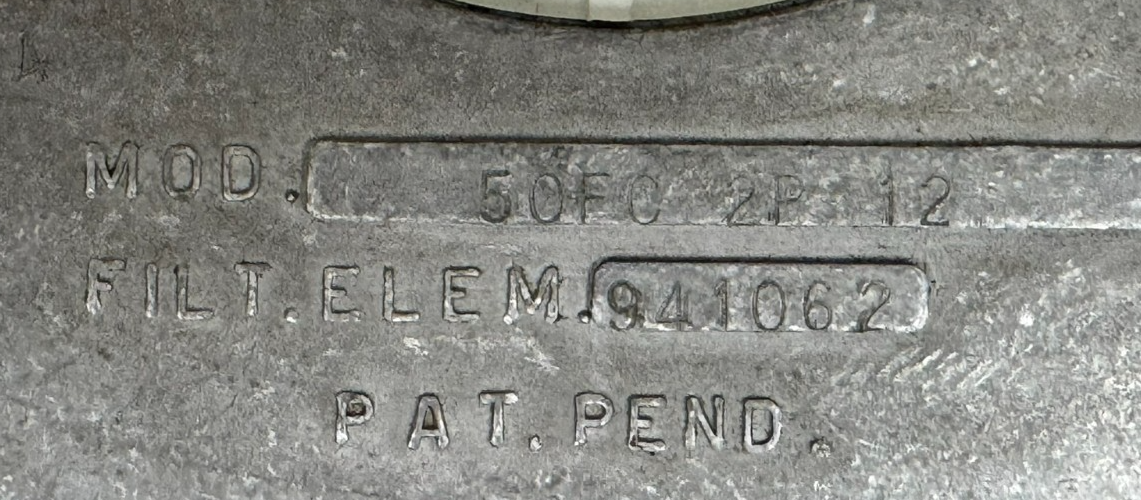 MOD. 50FC 2P 12
FILT.ELEM. 941062
PAT.PEND.